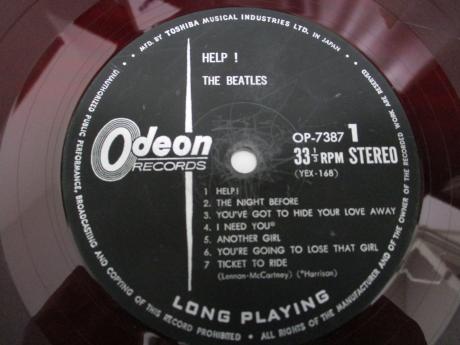 MFD. BY TOSHIBA MUSICAL INDUSTRIES LTD. IN JAPAN
HELP !
THE BEATLES
Odeon
RECORDS
OP-7387 1
33 1/3 RPM STEREO
(YEX-168)
1 HELP!
2. THE NIGHT BEFORE
3. YOU'VE GOT TO HIDE YOUR LOVE AWAY
4. I NEED YOU*
5. ANOTHER GIRL
6. YOU'RE GOING TO LOSE THAT GIRL
7 TICKET TO RIDE
(Lennan-McCartney) (*Harrison)
LONG PLAYING
UNAUTHORIZED PUBLIC PERFORMANCE, BROADCASTING AND COPYING OF THIS RECORD PROHIBITED • ALL RIGHTS OF THE MANUFACTURER AND OF THE OWNER OF THE RECORDED WORK ARE RESERVED